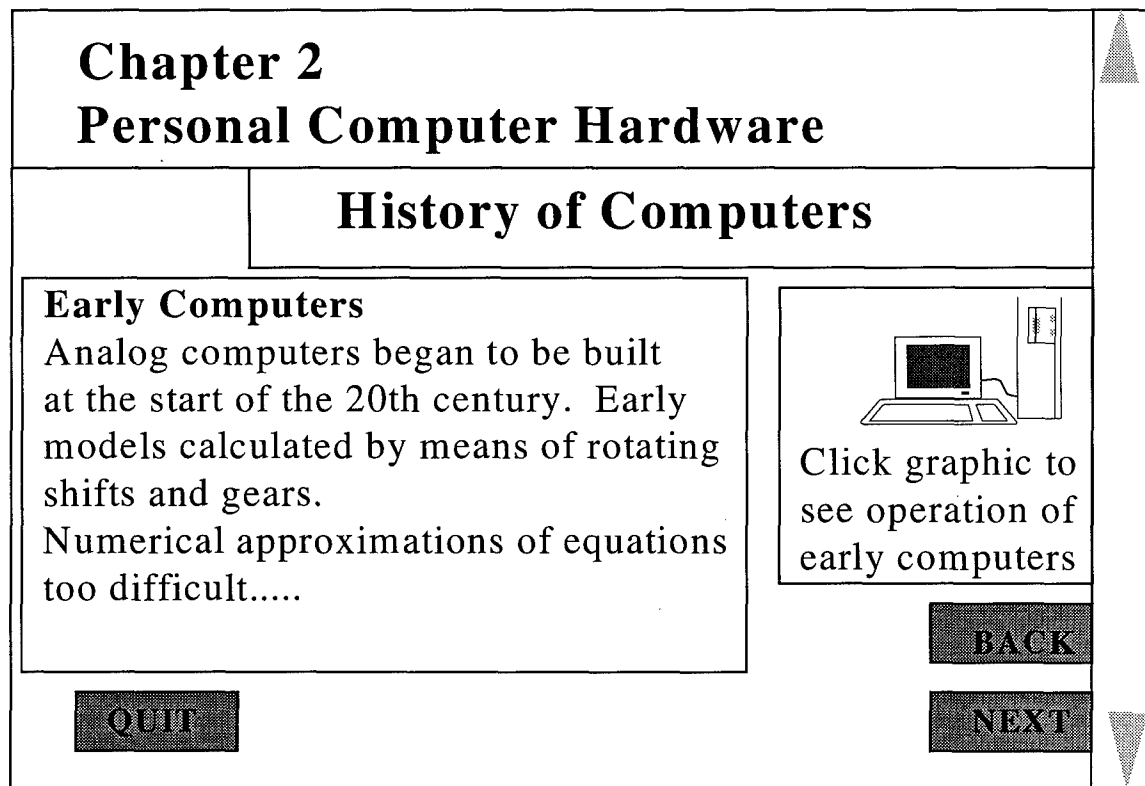 Chapter 2
Personal Computer Hardware
History of Computers
Early Computers
Analog computers began to be built
at the start of the 20th century. Early
models calculated by means of rotating
shifts and gears.
Numerical approximations of equations
too difficult.....
Click graphic to
see operation of
early computers
BACK
QUIT
NEXT